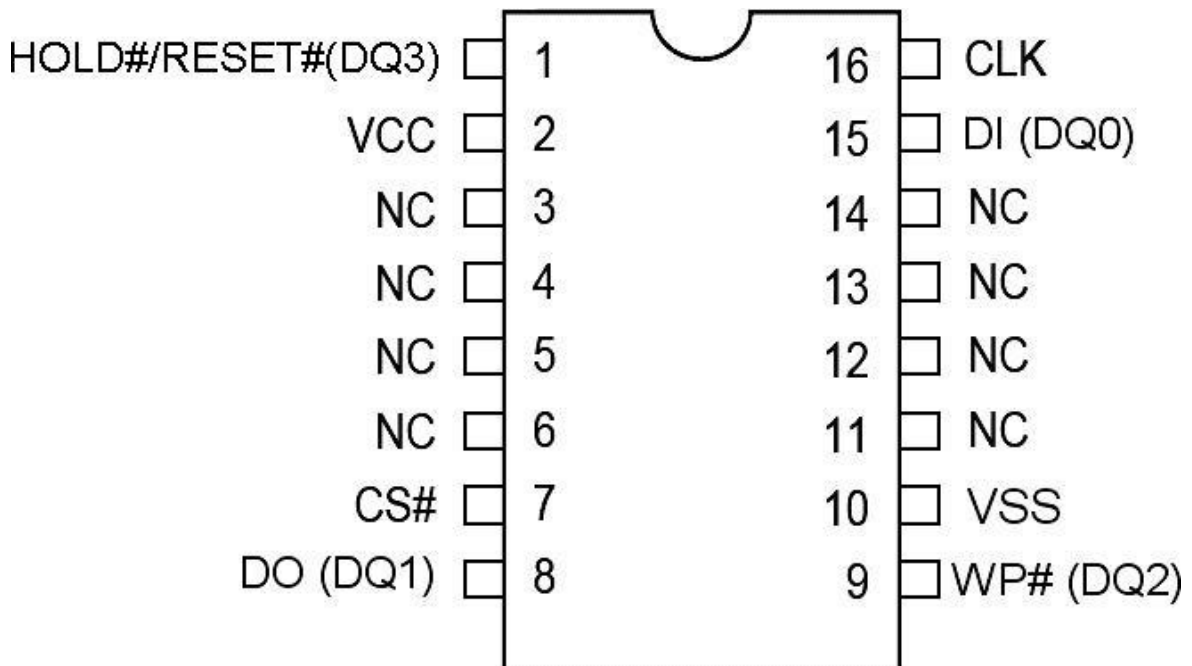 HOLD#/RESET#(DQ3) 1 16 CLK
VCC 2 15 DI (DQ0)
NC 3 14 NC
NC 4 13 NC
NC 5 12 NC
NC 6 11 NC
CS# 7 10 VSS
DO (DQ1) 8 9 WP# (DQ2)